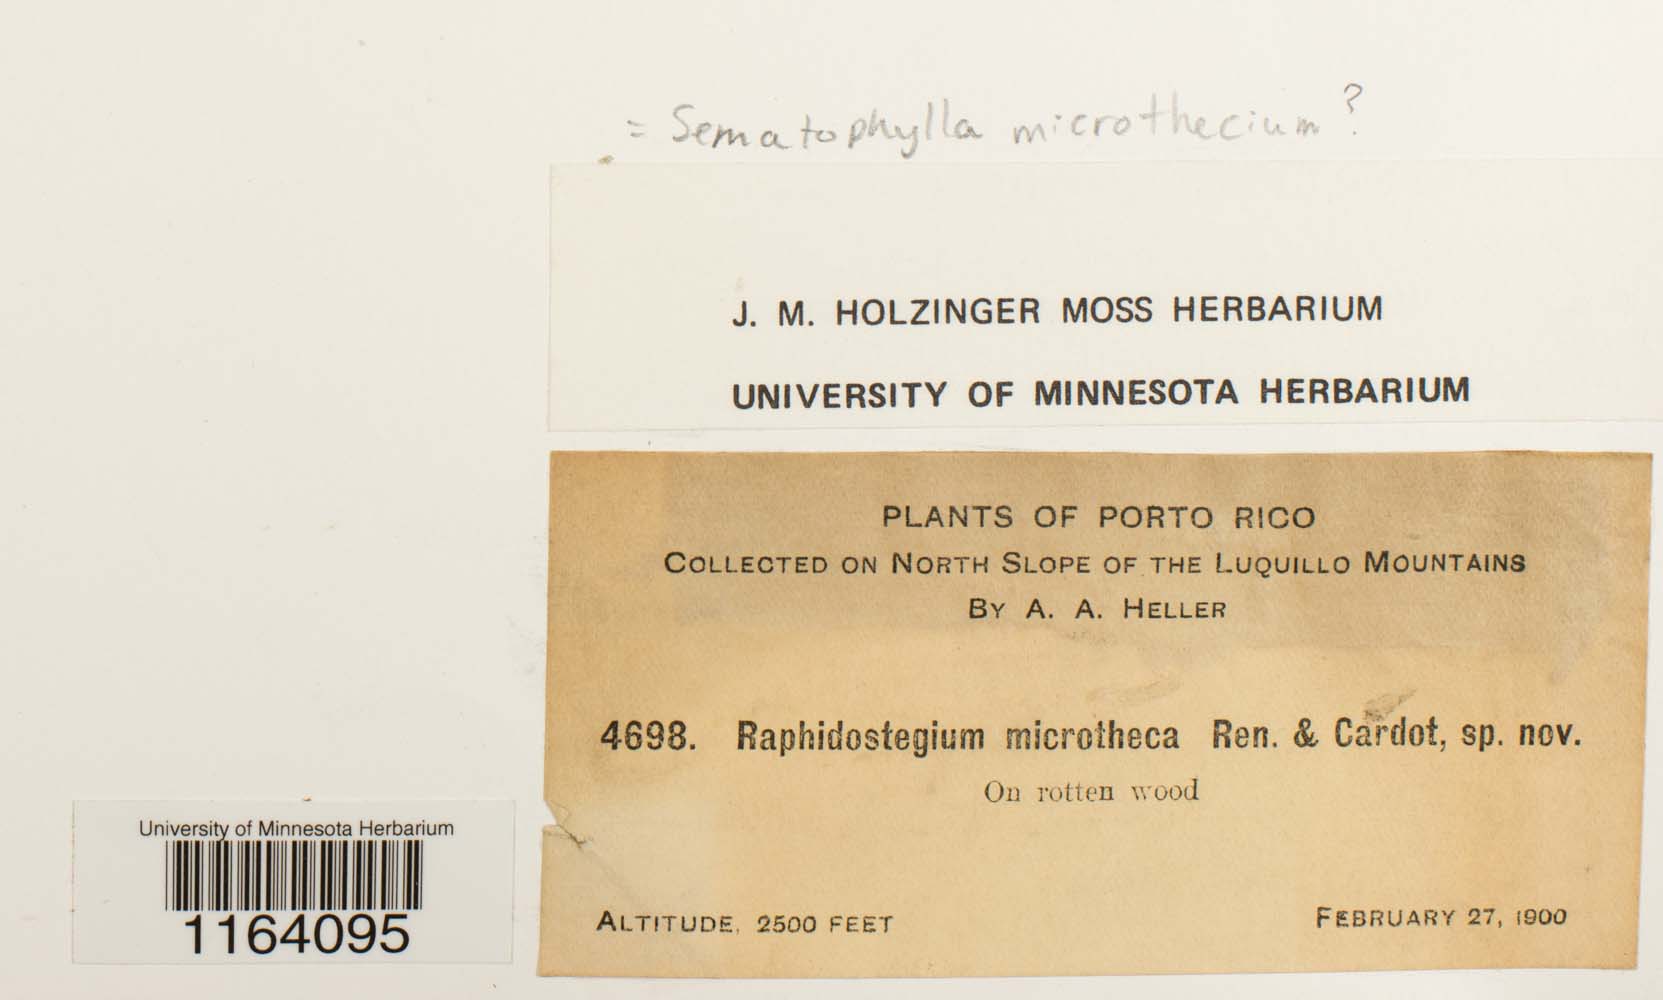 = Sematophylla microthecium?
J. M. HOLZINGER MOSS HERBARIUM
UNIVERSITY OF MINNESOTA HERBARIUM
PLANTS OF PORTO RICO
COLLECTED ON NORTH SLOPE OF THE LUQUILLO MOUNTAINS
BY A. A. HELLER
4698. Raphidostegium microtheca Ren. & Cardot, sp. nov.
On rotten wood
ALTITUDE, 2500 FEET
FEBRUARY 27, 1900
University of Minnesota Herbarium
1164095